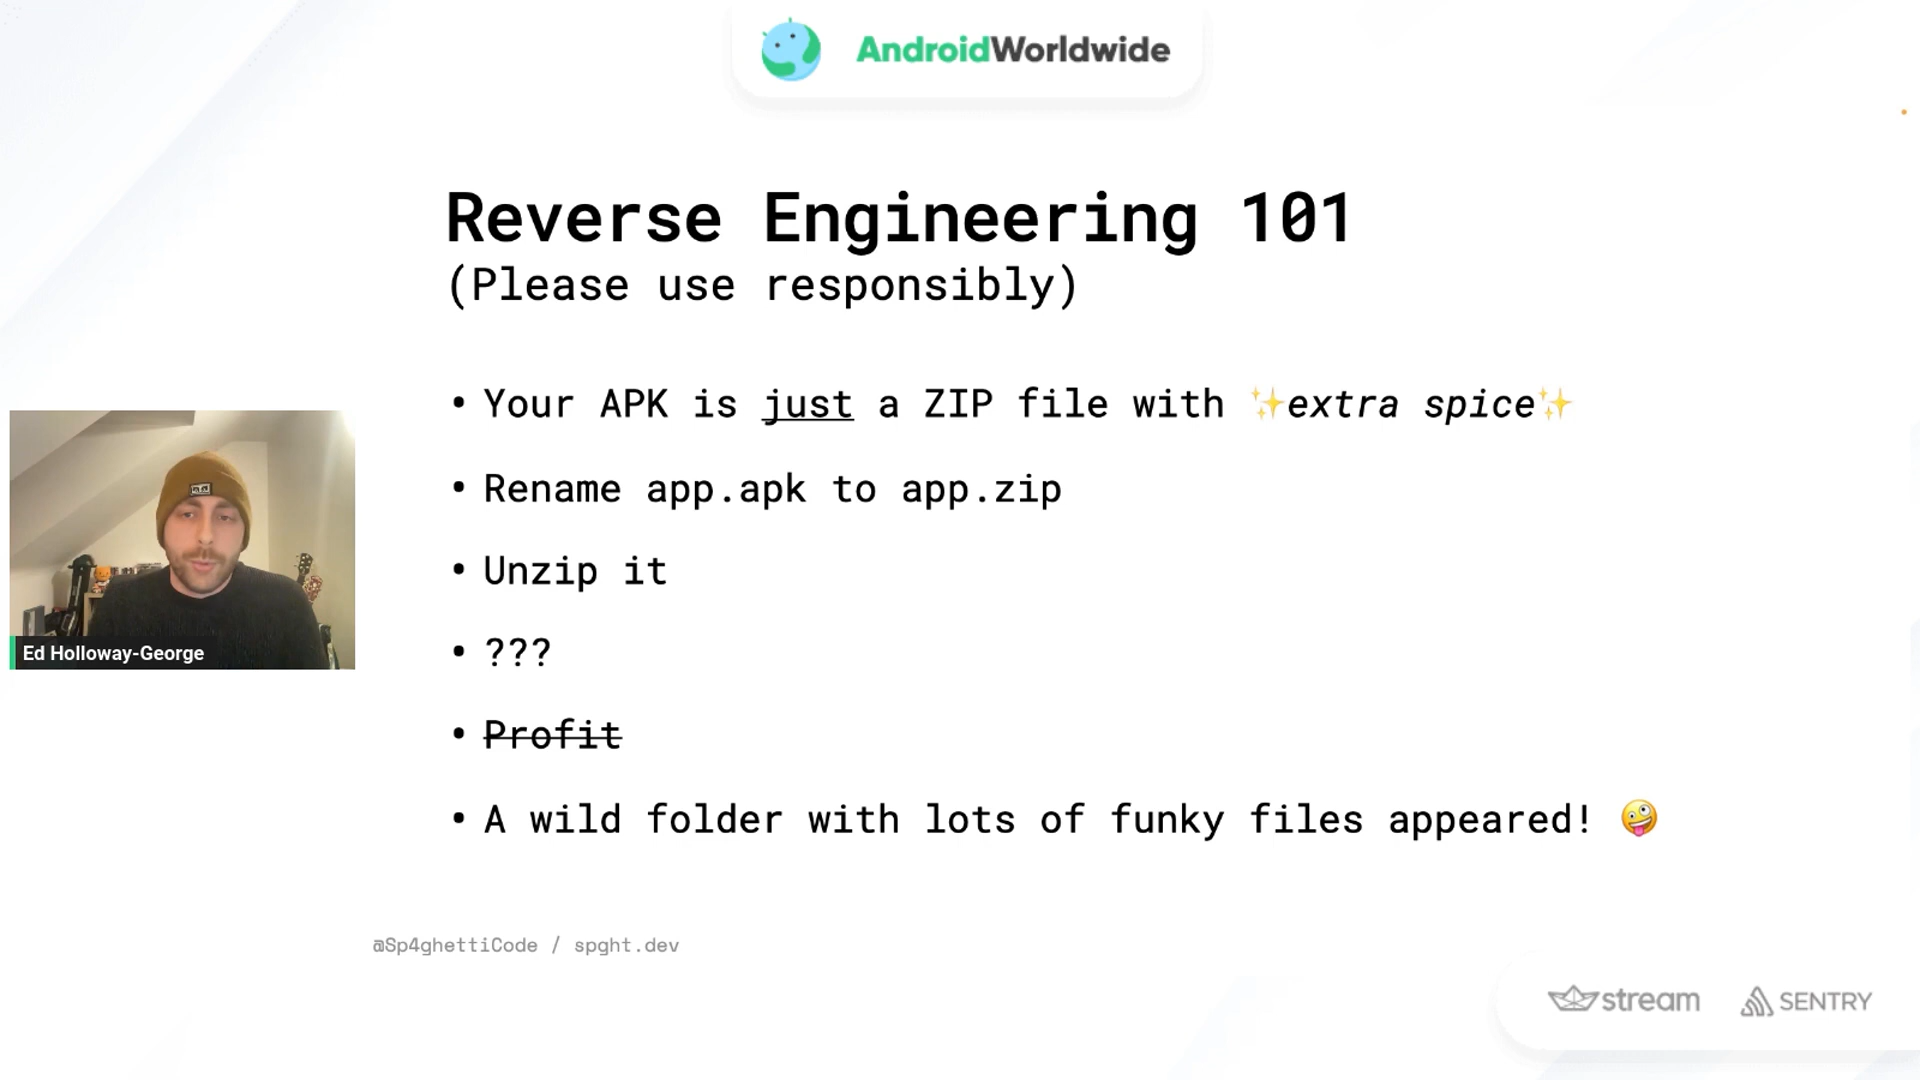 AndroidWorldwide
Reverse Engineering 101
(Please use responsibly)
• Your APK is just a ZIP file with ✨extra spice✨
• Rename app.apk to app.zip
• Unzip it
• ???
• Profit
• A wild folder with lots of funky files appeared! 🤪
Ed Holloway-George
@Sp4ghettiCode / spght.dev
stream
SENTRY